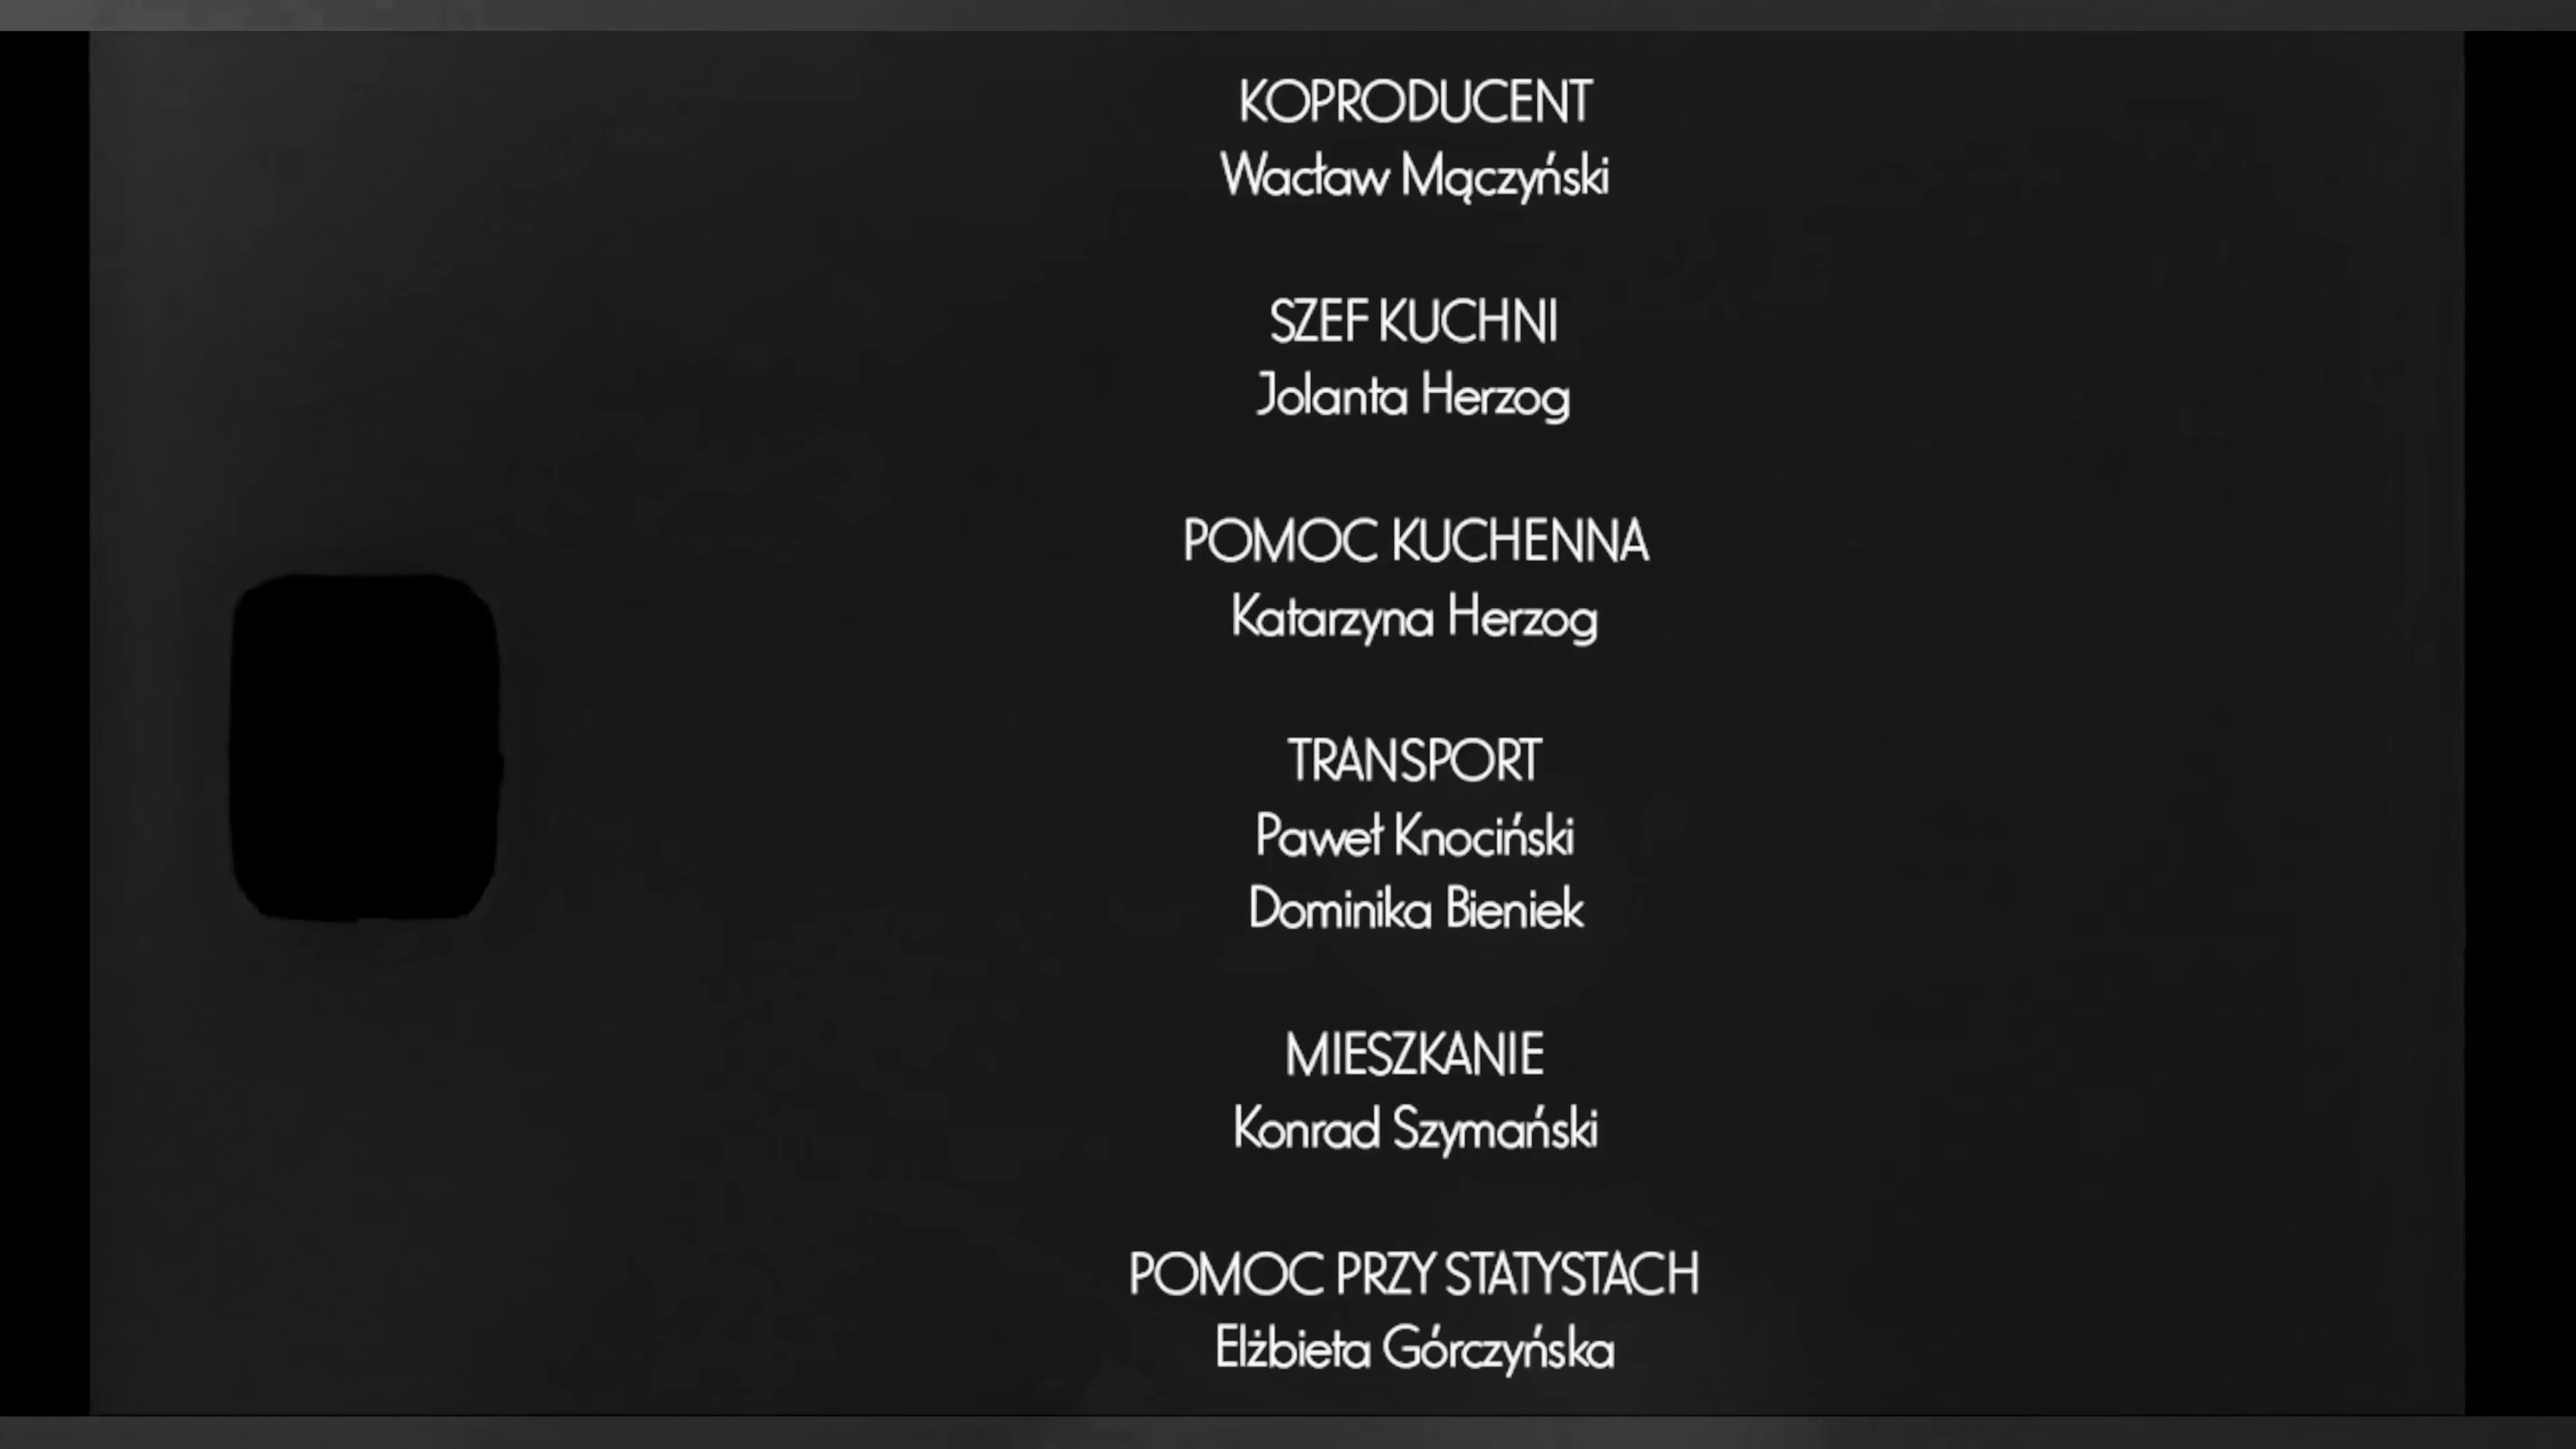 KOPRODUCENT
Wacław Mączyński
SZEF KUCHNI
Jolanta Herzog
POMOC KUCHENNA
Katarzyna Herzog
TRANSPORT
Paweł Knociński
Dominika Bieniek
MIESZKANIE
Konrad Szymański
POMOC PRZY STATYSTACH
Elżbieta Górczyńska